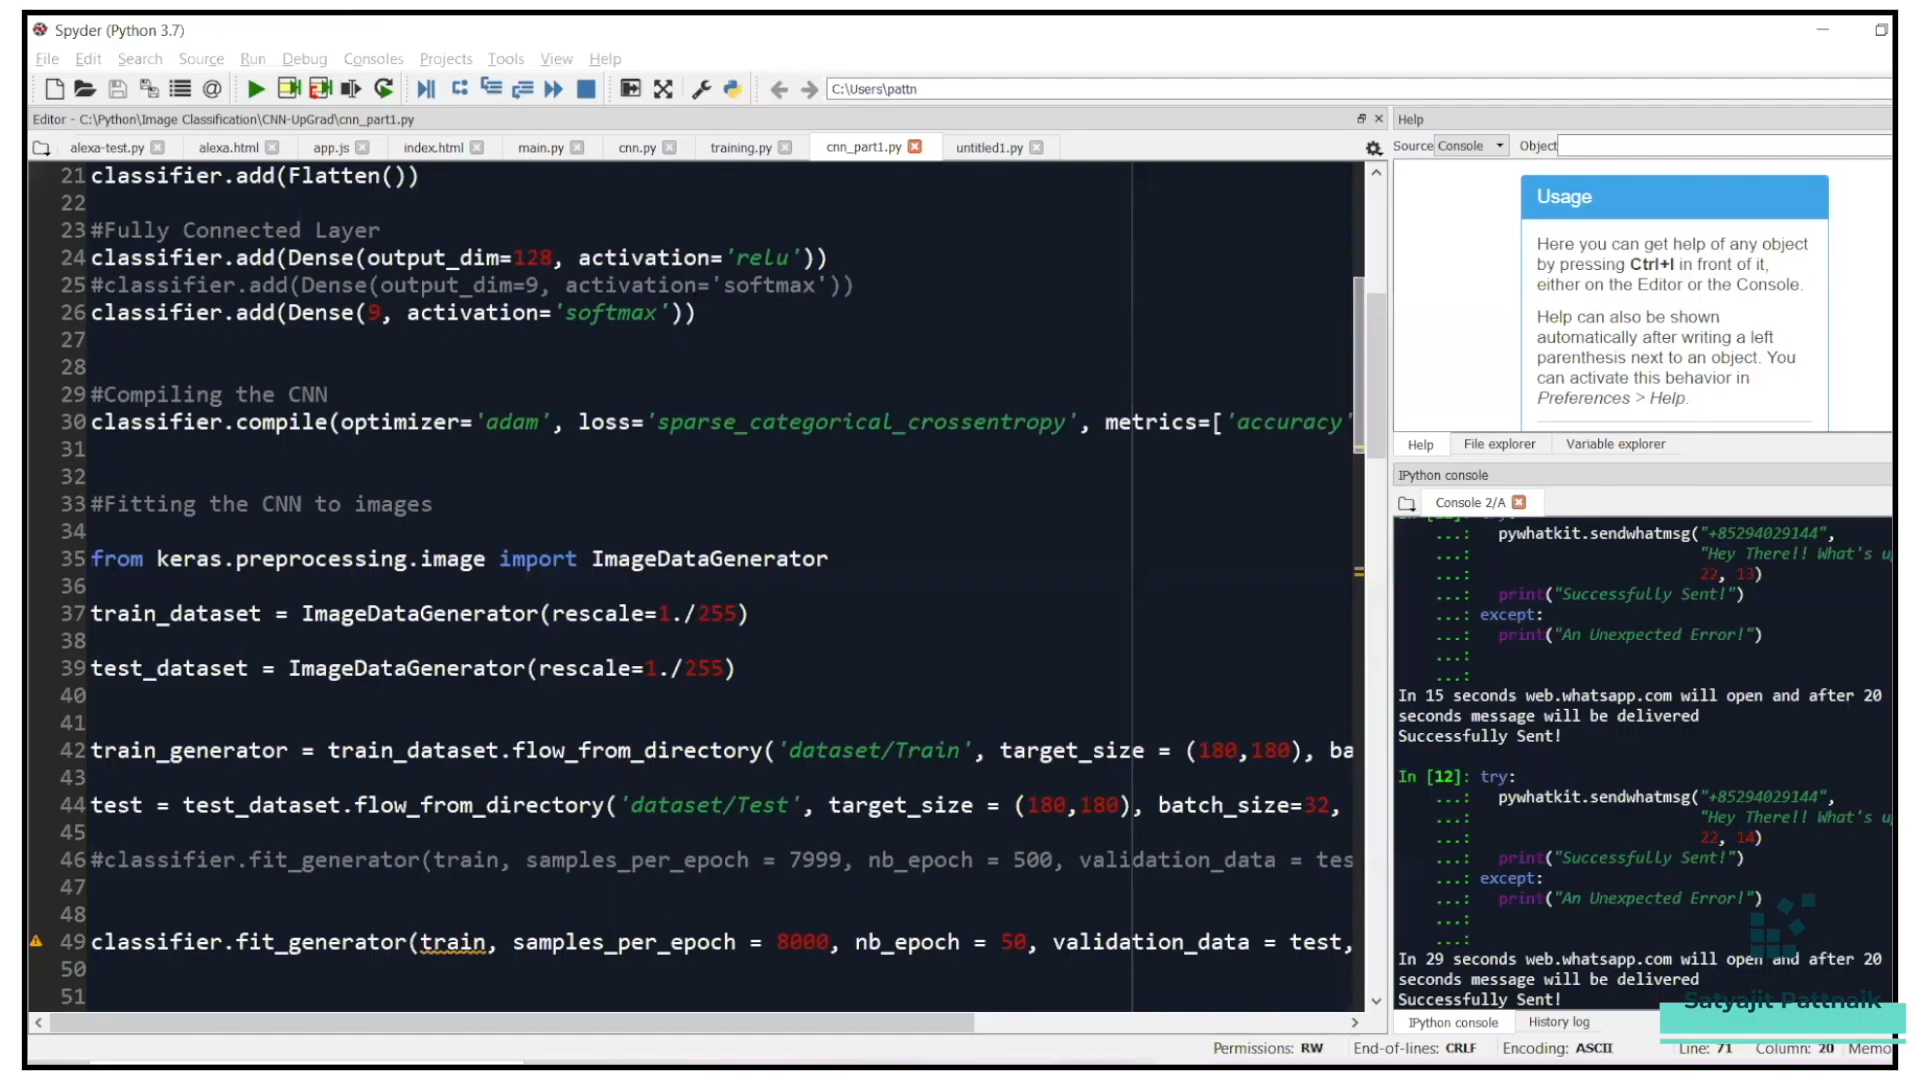 Spyder (Python 3.7)
File Edit Search Source Run Debug Consoles Projects Tools View Help
C:\Users\pattn
Editor - C:\Python\Image Classification\CNN-UpGrad\cnn_part1.py
alexa-test.py alexa.html app.js index.html main.py cnn.py training.py cnn_part1.py untitled1.py
21 classifier.add(Flatten())
22
23 #Fully Connected Layer
24 classifier.add(Dense(output_dim=128, activation='relu'))
25 #classifier.add(Dense(output_dim=9, activation='softmax'))
26 classifier.add(Dense(9, activation='softmax'))
27
28
29 #Compiling the CNN
30 classifier.compile(optimizer='adam', loss='sparse_categorical_crossentropy', metrics=['accuracy'
31
32
33 #Fitting the CNN to images
34
35 from keras.preprocessing.image import ImageDataGenerator
36
37 train_dataset = ImageDataGenerator(rescale=1./255)
38
39 test_dataset = ImageDataGenerator(rescale=1./255)
40
41
42 train_generator = train_dataset.flow_from_directory('dataset/Train', target_size = (180,180), ba
43
44 test = test_dataset.flow_from_directory('dataset/Test', target_size = (180,180), batch_size=32,
45
46 #classifier.fit_generator(train, samples_per_epoch = 7999, nb_epoch = 500, validation_data = tes
47
48
49 classifier.fit_generator(train, samples_per_epoch = 8000, nb_epoch = 50, validation_data = test,
50
51
Help
Source Console Object
Usage
Here you can get help of any object
by pressing Ctrl+I in front of it,
either on the Editor or the Console.
Help can also be shown
automatically after writing a left
parenthesis next to an object. You
can activate this behavior in
Preferences > Help.
Help File explorer Variable explorer
IPython console
Console 2/A
...: pywhatkit.sendwhatmsg("+85294029144",
...: "Hey There!! What's u
...: 22, 13)
...: print("Successfully Sent!")
...: except:
...: print("An Unexpected Error!")
...:
...:
In 15 seconds web.whatsapp.com will open and after 20
seconds message will be delivered
Successfully Sent!
In [12]: try:
...: pywhatkit.sendwhatmsg("+85294029144",
...: "Hey There!! What's u
...: 22, 14)
...: print("Successfully Sent!")
...: except:
...: print("An Unexpected Error!")
...:
...:
In 29 seconds web.whatsapp.com will open and after 20
seconds message will be delivered
Successfully Sent!
Satyajit Pattnaik
IPython console History log
Permissions: RW End-of-lines: CRLF Encoding: ASCII Line: 71 Column: 20 Memo